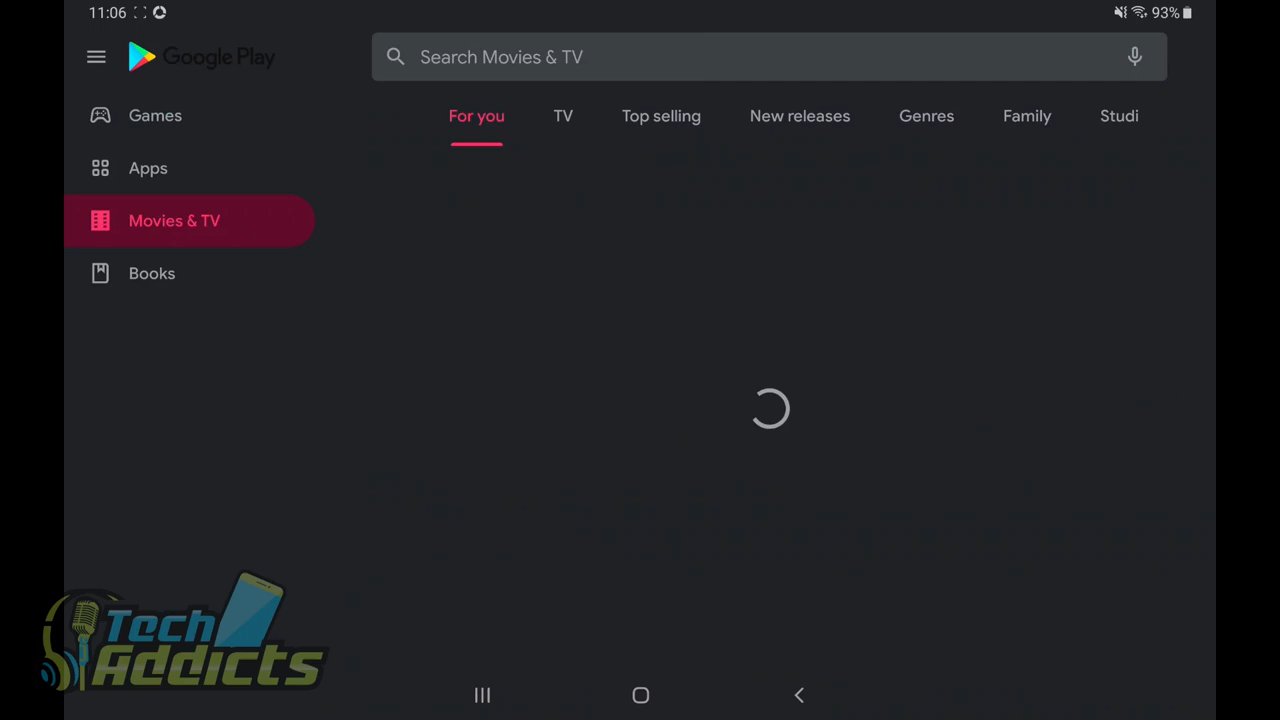 11:06
93%
Google Play
Search Movies & TV
Games
Apps
Movies & TV
Books
For you
TV
Top selling
New releases
Genres
Family
Studi
Tech
Addicts